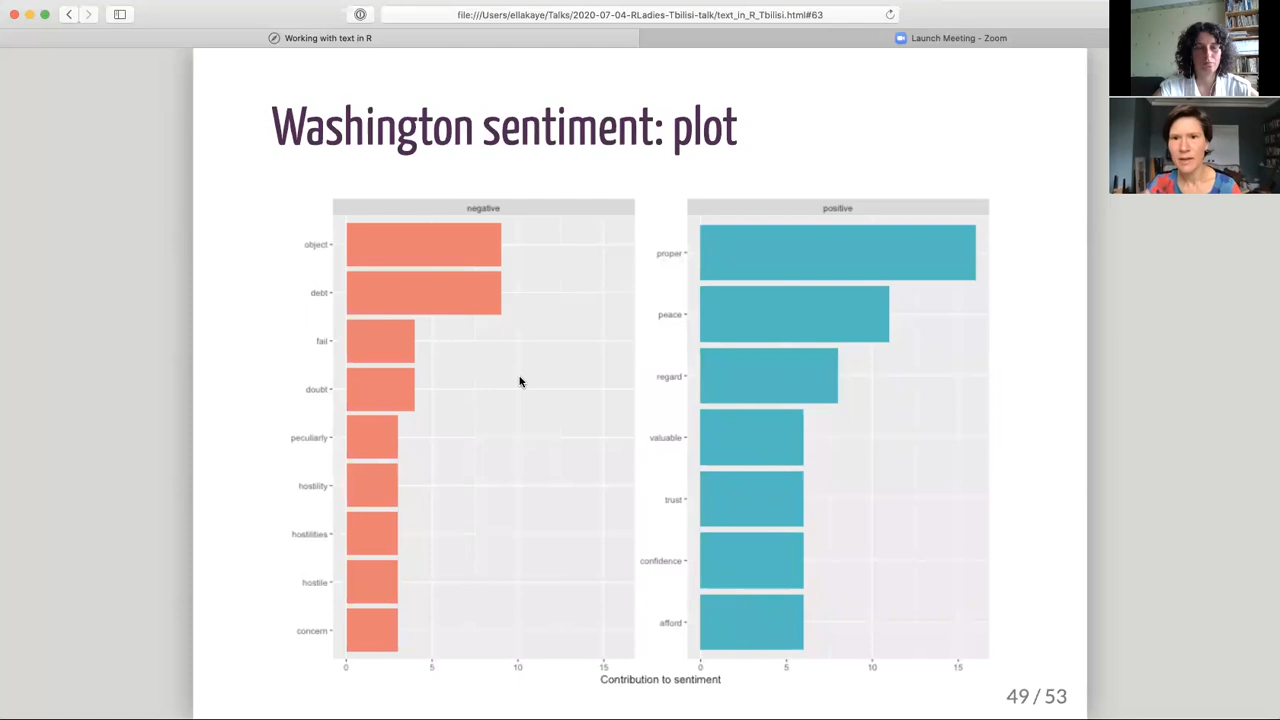 file:///Users/ellakaye/Talks/2020-07-04-RLadies-Tbilisi-talk/text_in_R_Tbilisi.html#63
Working with text in R
Launch Meeting - Zoom
Washington sentiment: plot
negative
object
debt
fail
doubt
peculiarly
hostility
hostilities
hostile
concern
0 5 10 15
positive
proper
peace
regard
valuable
trust
confidence
afford
0 5 10 15
Contribution to sentiment
49 / 53